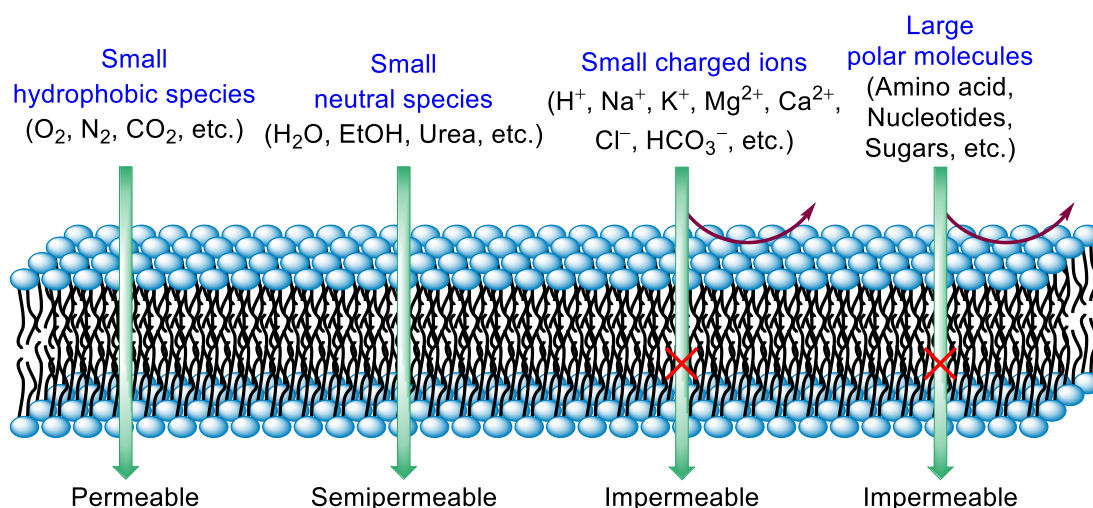 Small
hydrophobic species
(O₂, N₂, CO₂, etc.)
Small
neutral species
(H₂O, EtOH, Urea, etc.)
Small charged ions
(H⁺, Na⁺, K⁺, Mg²⁺, Ca²⁺,
Cl⁻, HCO₃⁻, etc.)
Large
polar molecules
(Amino acid,
Nucleotides,
Sugars, etc.)
Permeable
Semipermeable
Impermeable
Impermeable